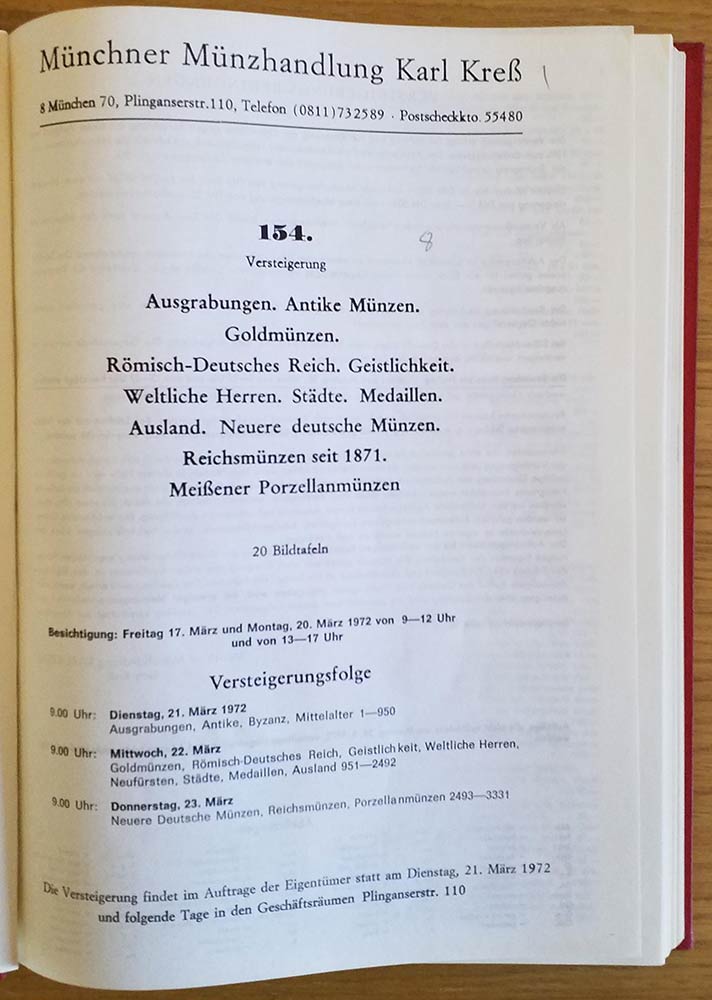 Münchner Münzhandlung Karl Kreß
8 München 70, Plinganserstr. 110, Telefon (0811) 732589 · Postscheckkto. 55480
154.
8
Versteigerung
Ausgrabungen. Antike Münzen.
Goldmünzen.
Römisch-Deutsches Reich. Geistlichkeit.
Weltliche Herren. Städte. Medaillen.
Ausland. Neuere deutsche Münzen.
Reichsmünzen seit 1871.
Meißener Porzellanmünzen
20 Bildtafeln
Besichtigung: Freitag 17. März und Montag, 20. März 1972 von 9—12 Uhr
und von 13—17 Uhr
Versteigerungsfolge
9.00 Uhr: Dienstag, 21. März 1972
Ausgrabungen, Antike, Byzanz, Mittelalter 1—950
9.00 Uhr: Mittwoch, 22. März
Goldmünzen, Römisch-Deutsches Reich, Geistlichkeit, Weltliche Herren,
Neufürsten, Städte, Medaillen, Ausland 951—2492
9.00 Uhr: Donnerstag, 23. März
Neuere Deutsche Münzen, Reichsmünzen, Porzellanmünzen 2493—3331
Die Versteigerung findet im Auftrage der Eigentümer statt am Dienstag, 21. März 1972
und folgende Tage in den Geschäftsräumen Plinganserstr. 110